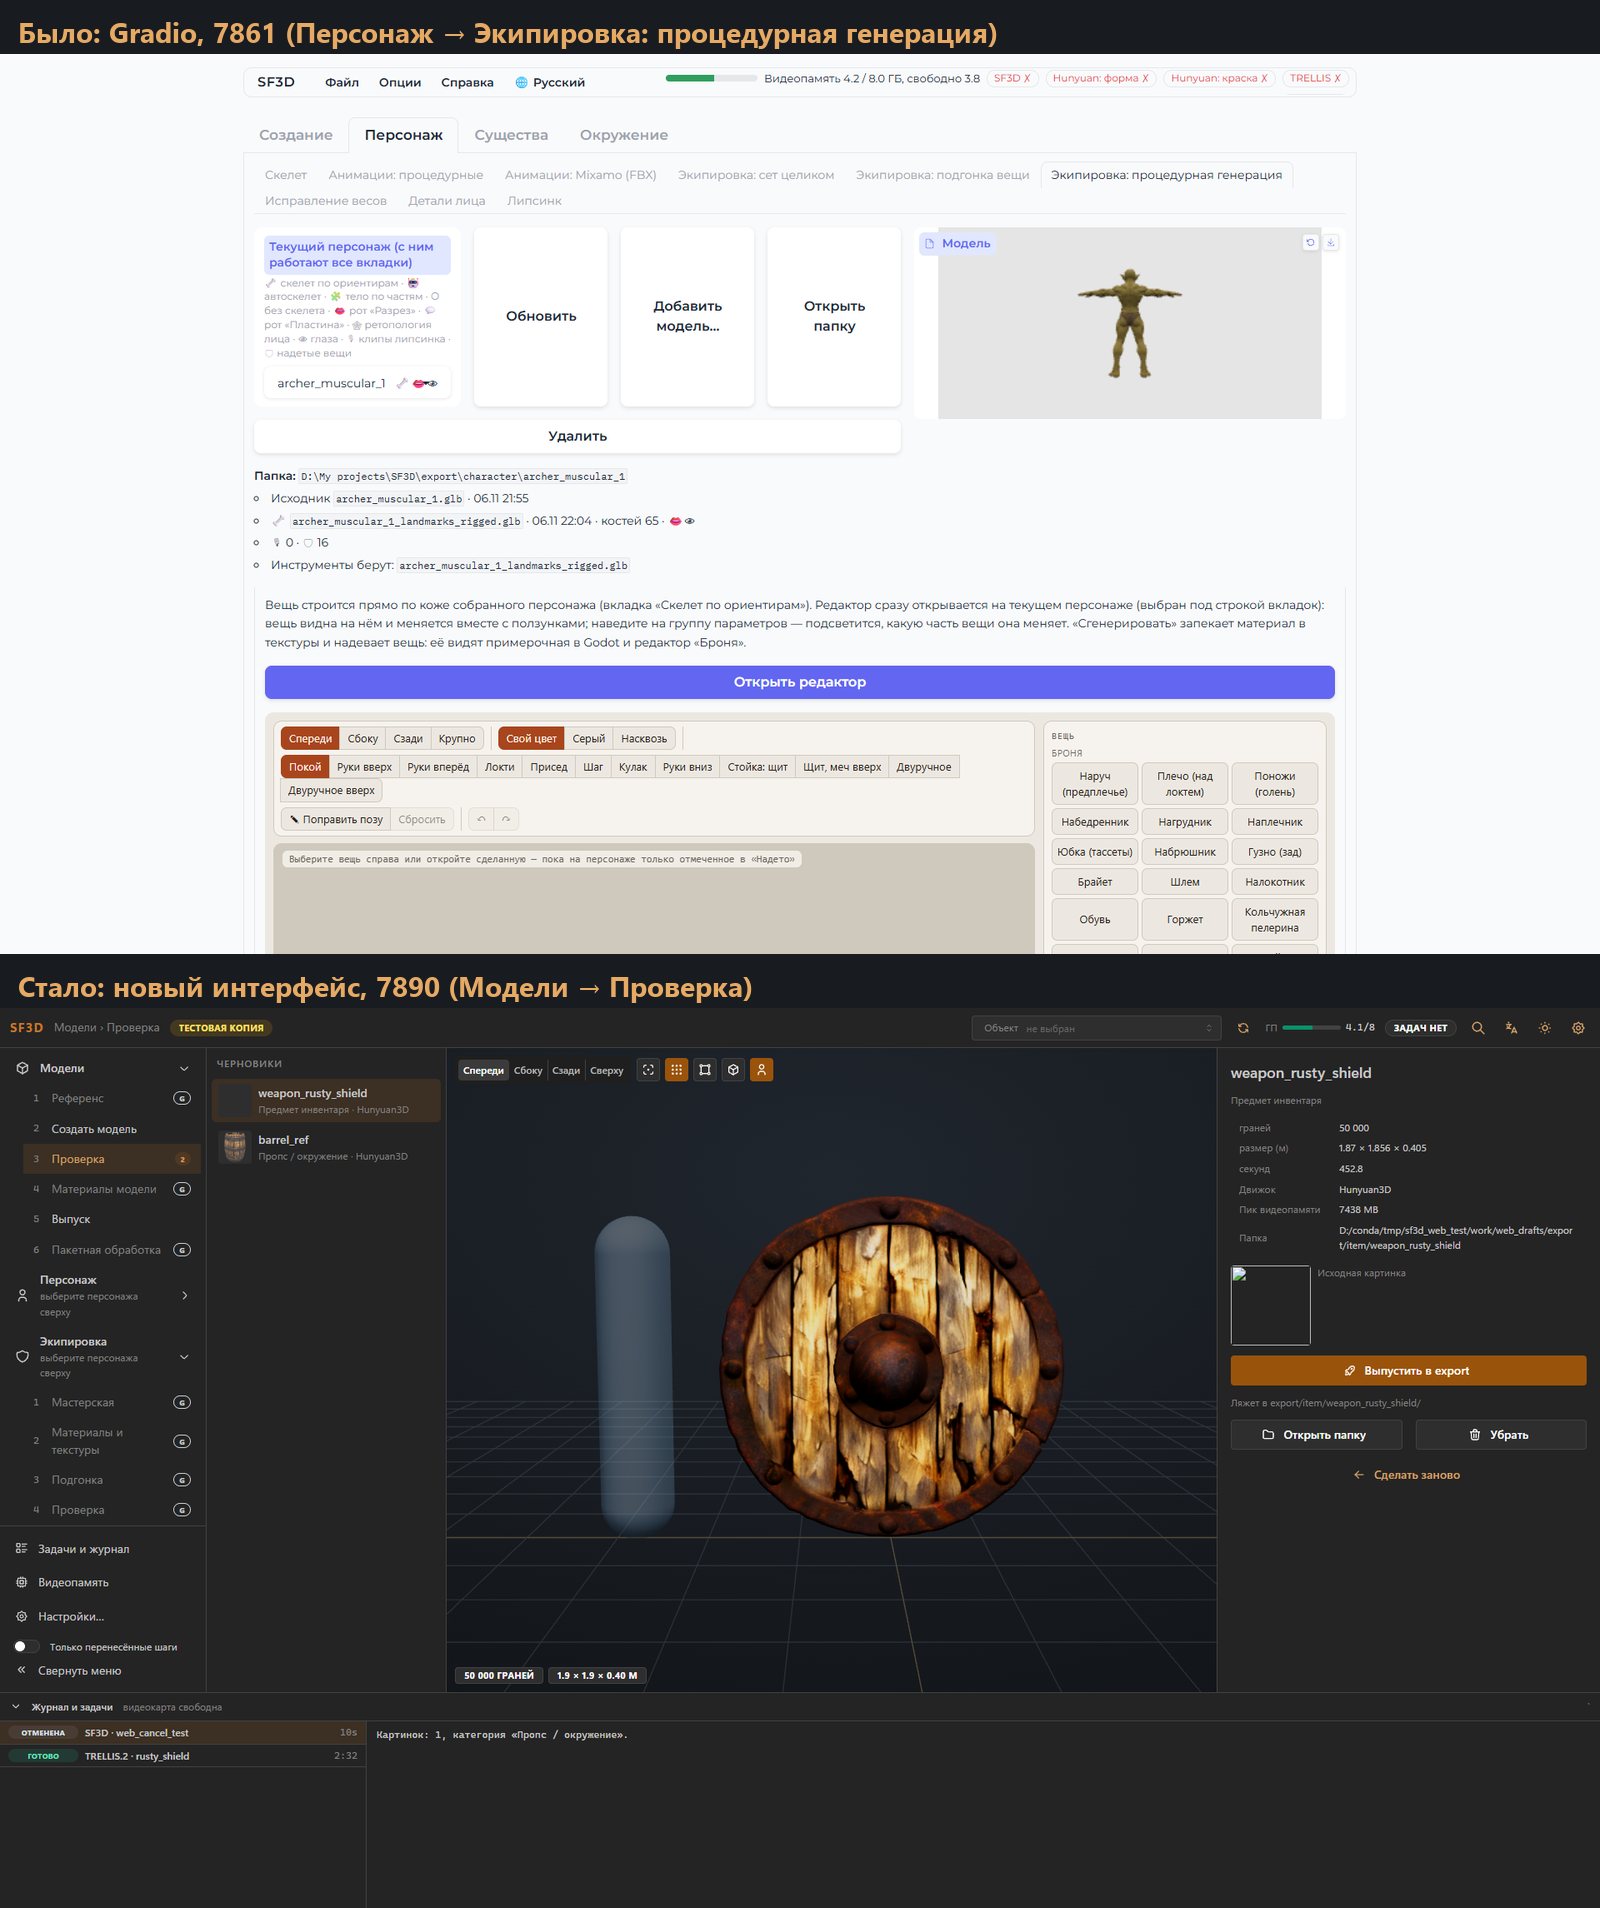 Было: Gradio, 7861 (Персонаж → Экипировка: процедурная генерация)
SF3D Файл Опции Справка Русский Видеопамять 4.2 / 8.0 ГБ, свободно 3.8 SF3D ✗ Hunyuan: форма ✗ Hunyuan: краска ✗ TRELLIS ✗
Создание Персонаж Существа Окружение
Скелет Анимации: процедурные Анимации: Mixamo (FBX) Экипировка: сет целиком Экипировка: подгонка вещи Экипировка: процедурная генерация
Исправление весов Детали лица Липсинк
Текущий персонаж (с ним
работают все вкладки)
скелет по ориентирам ·
автоскелет · тело по частям ·
без скелета · рот «Разрез» ·
рот «Пластина» · ретопология
лица · глаза · клипы липсинка ·
надетые вещи
archer_muscular_1
Обновить
Добавить
модель...
Открыть
папку
Модель
Удалить
Папка: D:\My projects\SF3D\export\character\archer_muscular_1
Исходник archer_muscular_1.glb · 06.11 21:55
archer_muscular_1_landmarks_rigged.glb · 06.11 22:04 · костей 65 ·
0 · 16
Инструменты берут: archer_muscular_1_landmarks_rigged.glb
Вещь строится прямо по коже собранного персонажа (вкладка «Скелет по ориентирам»). Редактор сразу открывается на текущем персонаже (выбран под строкой вкладок):
вещь видна на нём и меняется вместе с ползунками; наведите на группу параметров — подсветится, какую часть вещи она меняет. «Сгенерировать» запекает материал в
текстуры и надевает вещь: её видят примерочная в Godot и редактор «Броня».
Открыть редактор
Спереди Сбоку Сзади Крупно Свой цвет Серый Насквозь
Покой Руки вверх Руки вперёд Локти Присед Шаг Кулак Руки вниз Стойка: щит Щит, меч вверх Двуручное
Двуручное вверх
Поправить позу Сбросить
Выберите вещь справа или откройте сделанную — пока на персонаже только отмеченное в «Надето»
ВЕЩЬ
БРОНЯ
Наруч
(предплечье)
Плечо (над
локтем)
Поножи
(голень)
Набедренник Нагрудник Наплечник
Юбка (тассеты) Набрюшник Гузно (зад)
Брайет Шлем Налокотник
Обувь Горжет
Кольчужная
пелерина
Стало: новый интерфейс, 7890 (Модели → Проверка)
SF3D Модели › Проверка ТЕСТОВАЯ КОПИЯ Объект не выбран ГП 4.1/8 ЗАДАЧ НЕТ
Модели
1 Референс G
2 Создать модель
3 Проверка 2
4 Материалы модели G
5 Выпуск
6 Пакетная обработка G
Персонаж
выберите персонажа
сверху
Экипировка
выберите персонажа
сверху
1 Мастерская G
2 Материалы и
текстуры G
3 Подгонка G
4 Проверка G
Задачи и журнал
Видеопамять
Настройки...
Только перенесённые шаги
Свернуть меню
ЧЕРНОВИКИ
weapon_rusty_shield
Предмет инвентаря · Hunyuan3D
barrel_ref
Пропс / окружение · Hunyuan3D
Спереди Сбоку Сзади Сверху
50 000 ГРАНЕЙ 1.9 × 1.9 × 0.40 М
weapon_rusty_shield
Предмет инвентаря
граней 50 000
размер (м) 1.87 × 1.856 × 0.405
секунд 452.8
Движок Hunyuan3D
Пик видеопамяти 7438 MB
Папка D:/conda/tmp/sf3d_web_test/work/web_drafts/expor
t/item/weapon_rusty_shield
Исходная картинка
Выпустить в export
Ляжет в export/item/weapon_rusty_shield/
Открыть папку Убрать
Сделать заново
Журнал и задачи видеокарта свободна
ОТМЕНЕНА SF3D · web_cancel_test 10s
ГОТОВО TRELLIS.2 · rusty_shield 2:32
Картинок: 1, категория «Пропс / окружение».